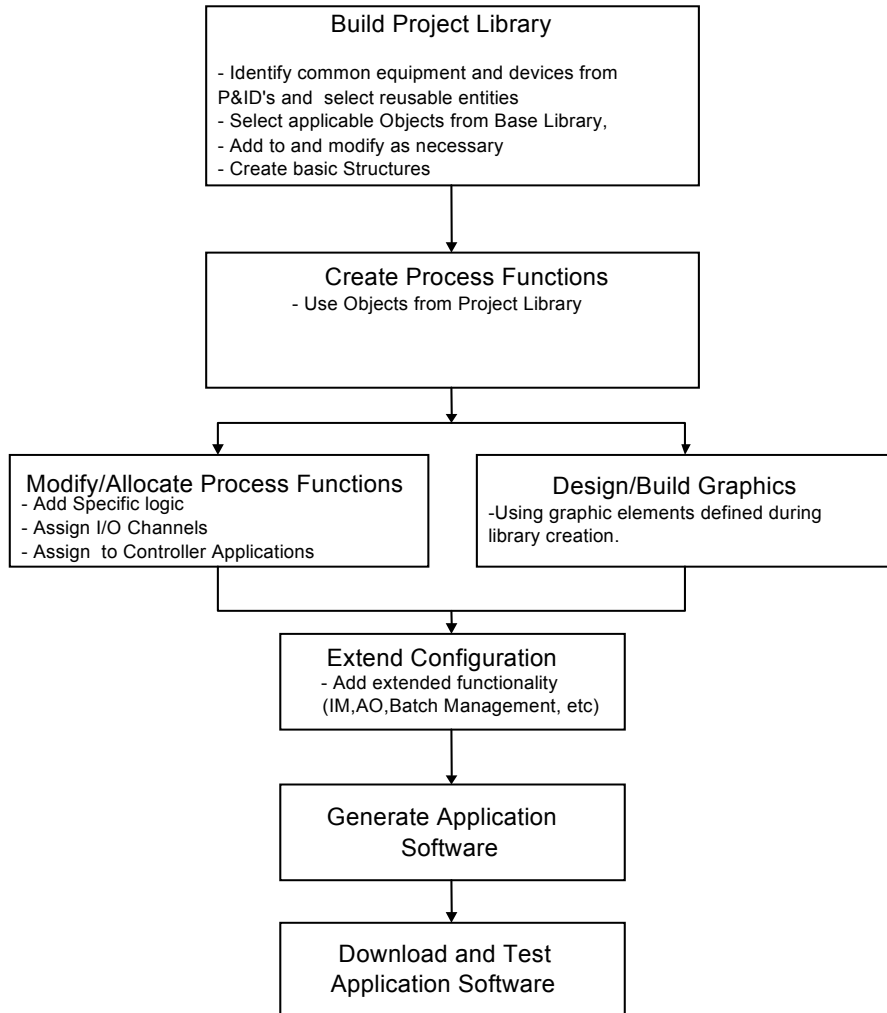 Build Project Library
- Identify common equipment and devices from
P&ID's and  select reusable entities
- Select applicable Objects from Base Library,
- Add to and modify as necessary
- Create basic Structures
Create Process Functions
- Use Objects from Project Library
Modify/Allocate Process Functions
- Add Specific logic
- Assign I/O Channels
- Assign  to Controller Applications
Design/Build Graphics
-Using graphic elements defined during
library creation.
Extend Configuration
- Add extended functionality
(IM,AO,Batch Management, etc)
Generate Application
Software
Download and Test
Application Software